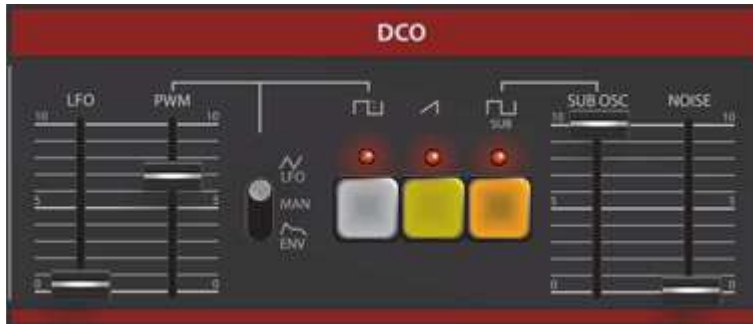 DCO
LFO PWM SUB OSC NOISE
SUB
10 10 10 10
LFO
MAN
5 5 5 5
ENV
0 0 0 0